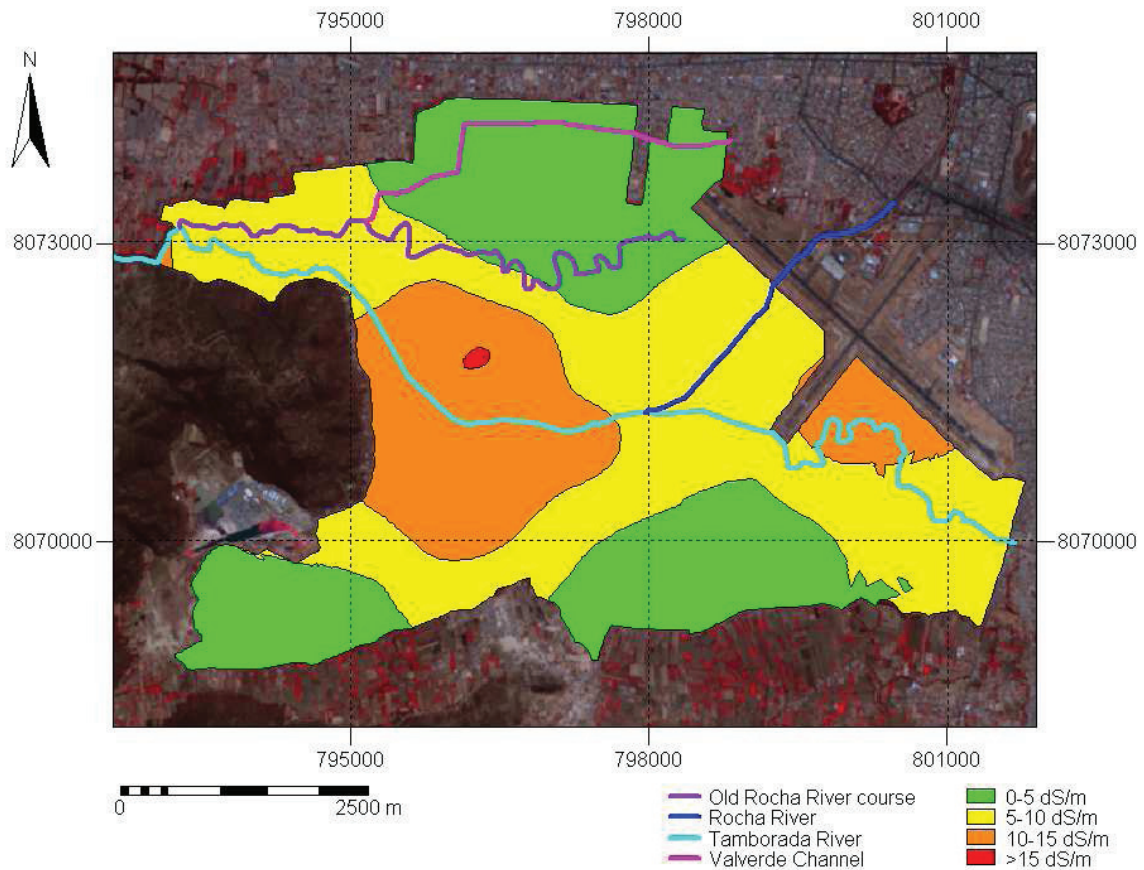 795000 798000 801000
N
8073000 8073000
8070000 8070000
795000 798000 801000
0 2500 m
Old Rocha River course
Rocha River
Tamborada River
Valverde Channel
0-5 dS/m
5-10 dS/m
10-15 dS/m
>15 dS/m